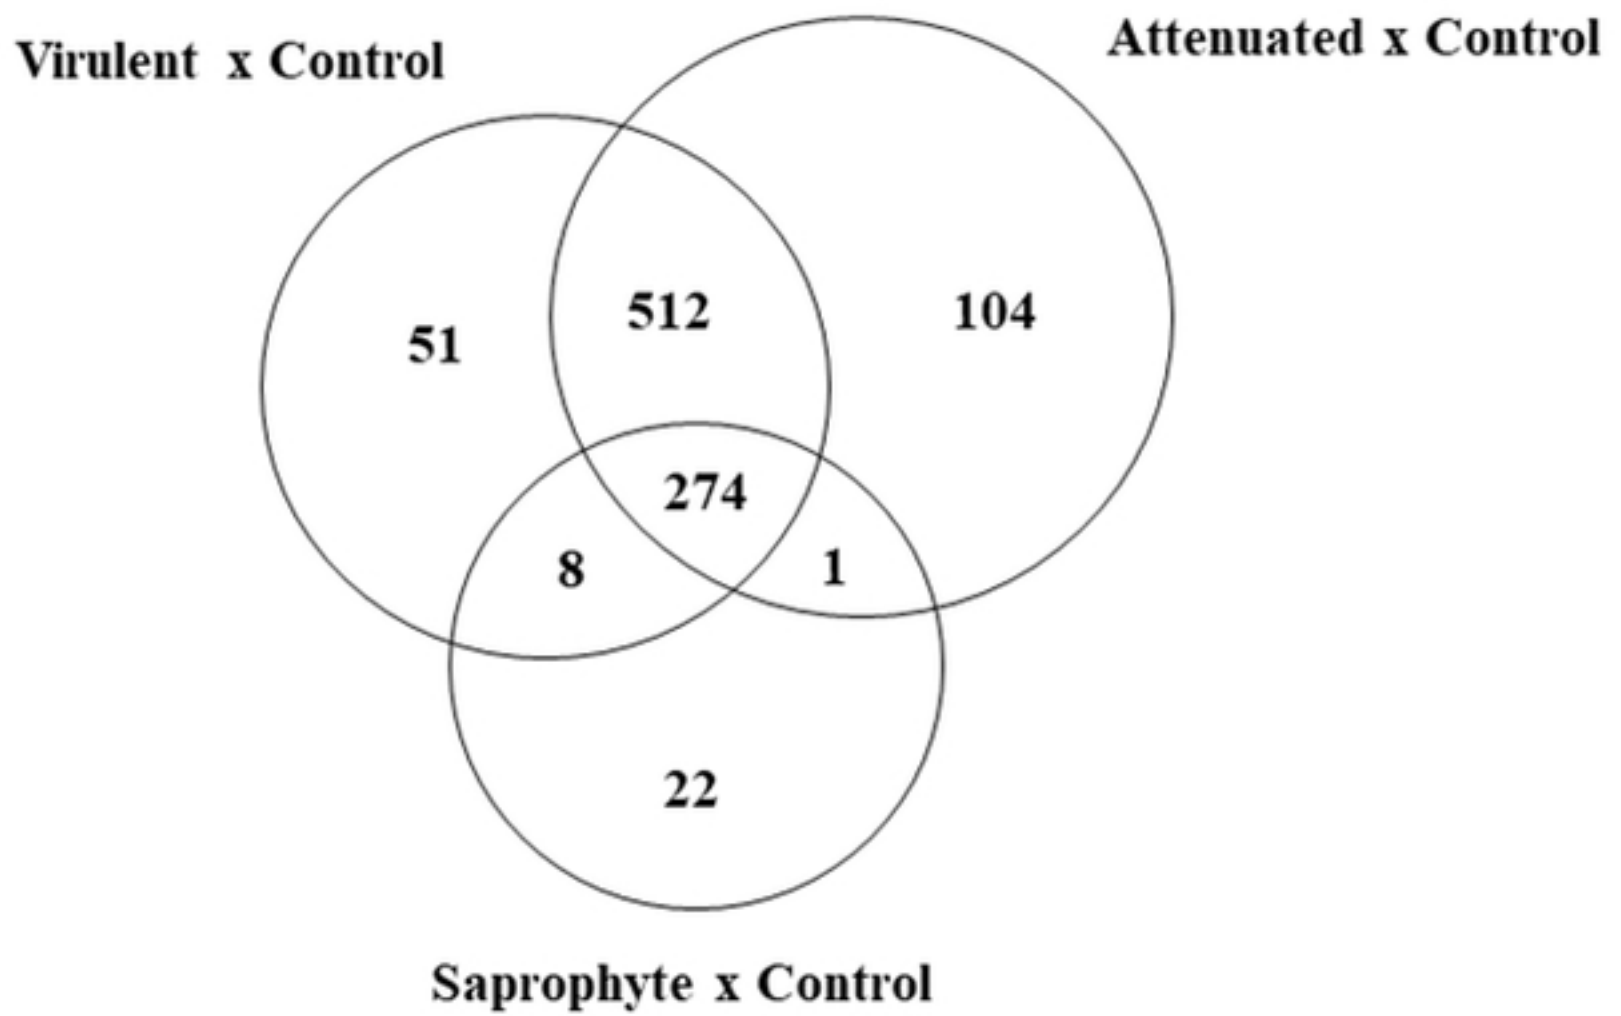 Virulent x Control
Attenuated x Control
51
512
104
274
8
1
22
Saprophyte x Control